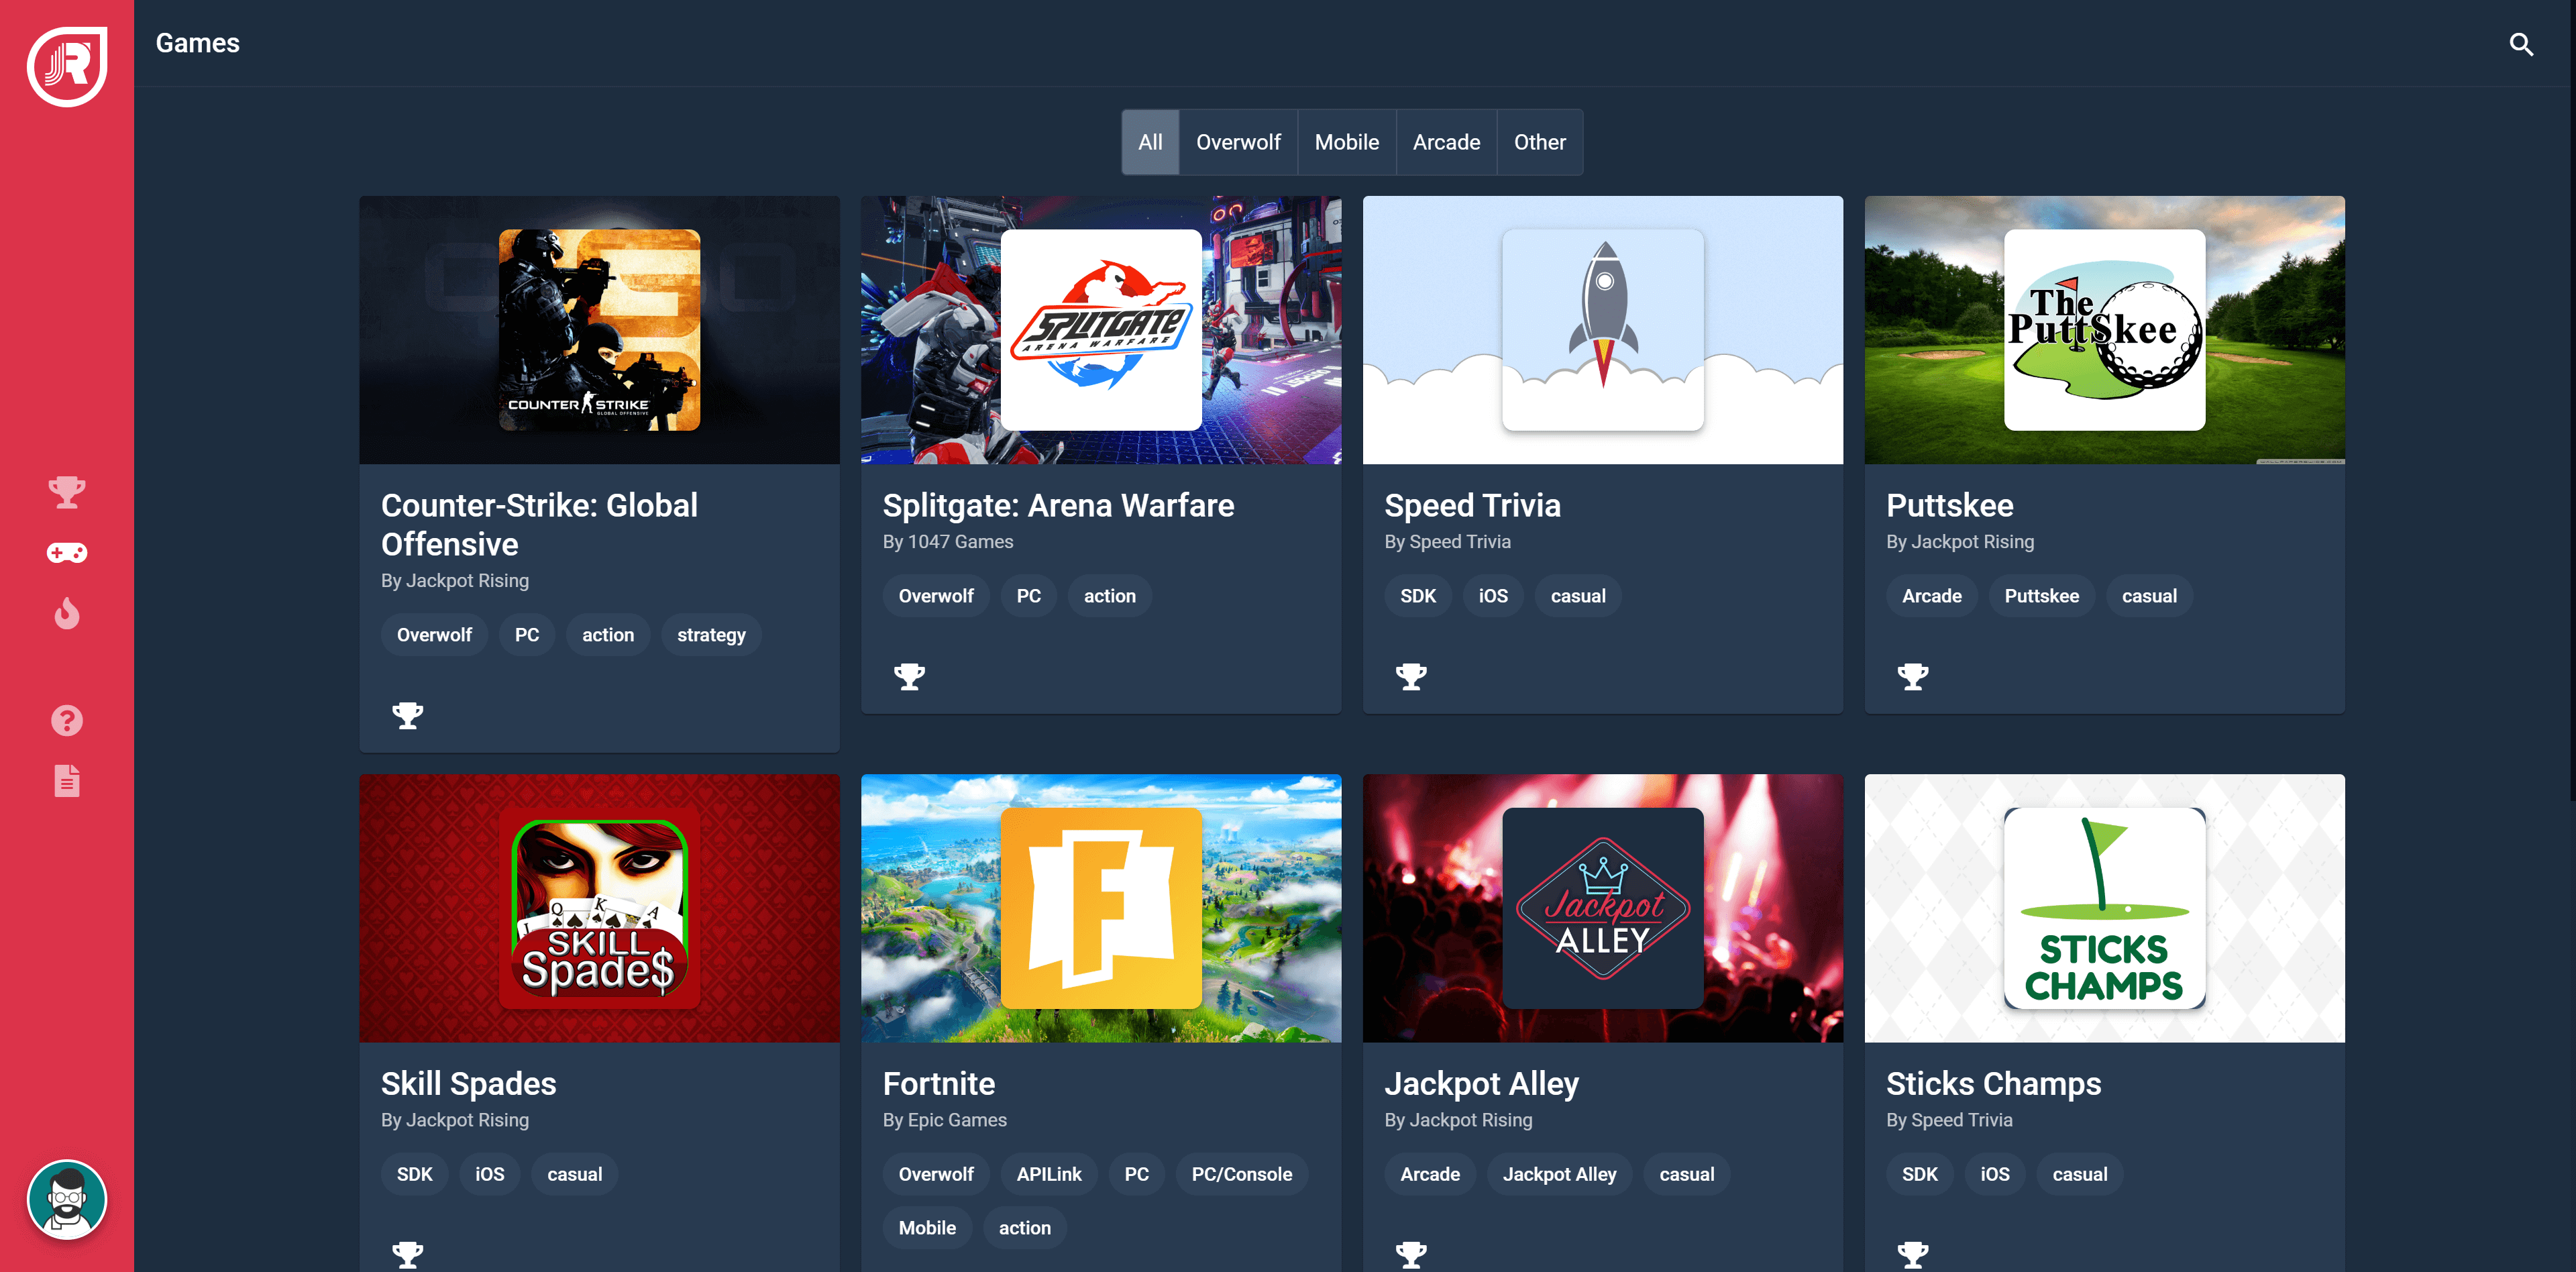 Games
All
Overwolf
Mobile
Arcade
Other
COUNTER STRIKE
GLOBAL OFFENSIVE
SPLITGATE
ARENA WARFARE
The
PuttSkee
Counter-Strike: Global
Offensive
By Jackpot Rising
Overwolf
PC
action
strategy
Splitgate: Arena Warfare
By 1047 Games
Overwolf
PC
action
Speed Trivia
By Speed Trivia
SDK
iOS
casual
Puttskee
By Jackpot Rising
Arcade
Puttskee
casual
Q K A
SKILL
Spade$
F
Jackpot
ALLEY
STICKS
CHAMPS
Skill Spades
By Jackpot Rising
SDK
iOS
casual
Fortnite
By Epic Games
Overwolf
APILink
PC
PC/Console
Mobile
action
Jackpot Alley
By Jackpot Rising
Arcade
Jackpot Alley
casual
Sticks Champs
By Speed Trivia
SDK
iOS
casual